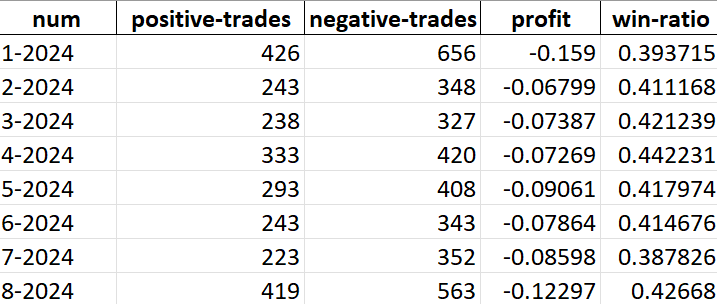 num positive-trades negative-trades profit win-ratio
1-2024 426 656 -0.159 0.393715
2-2024 243 348 -0.06799 0.411168
3-2024 238 327 -0.07387 0.421239
4-2024 333 420 -0.07269 0.442231
5-2024 293 408 -0.09061 0.417974
6-2024 243 343 -0.07864 0.414676
7-2024 223 352 -0.08598 0.387826
8-2024 419 563 -0.12297 0.42668